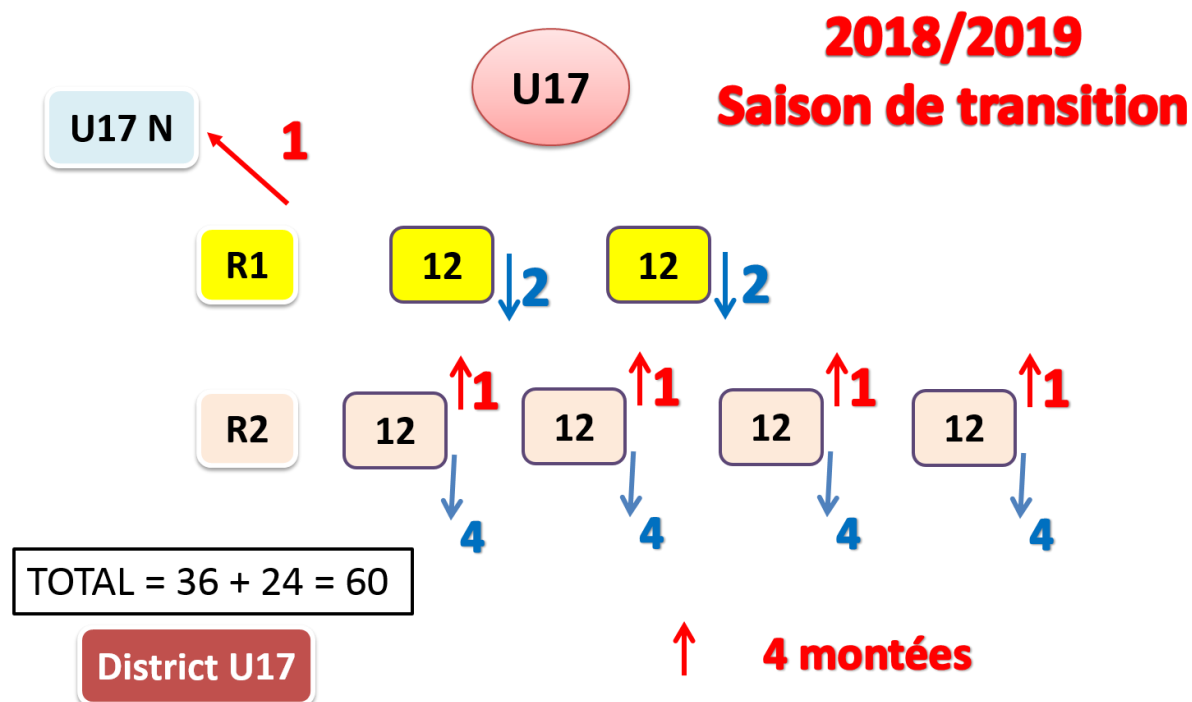 2018/2019
Saison de transition
U17
U17 N
1
R1
12
2
12
2
R2
12
1
4
12
1
4
12
1
4
12
1
4
TOTAL = 36 + 24 = 60
District U17
4 montées